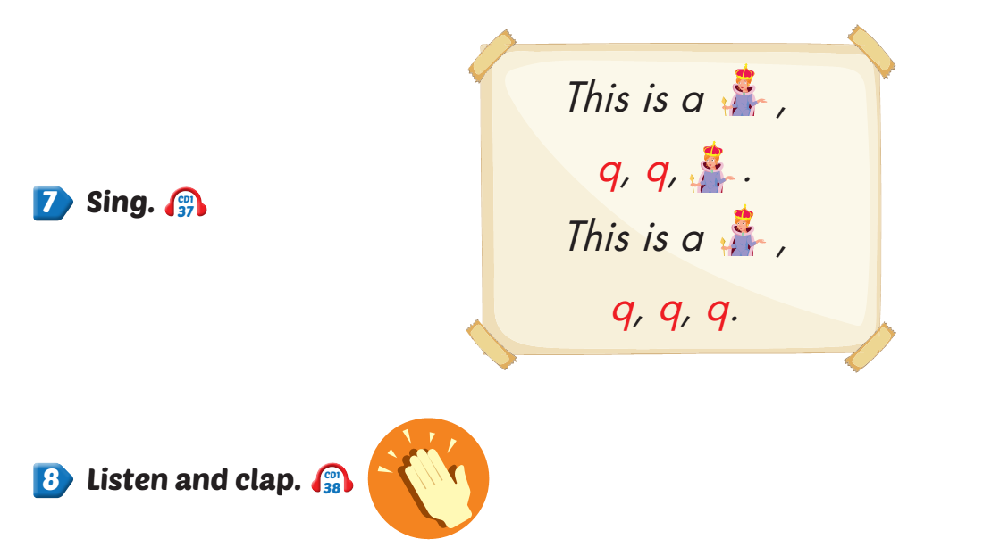 This is a ,
q, q, .
7 Sing. CD1 37
This is a ,
q, q, q.
8 Listen and clap. CD1 38